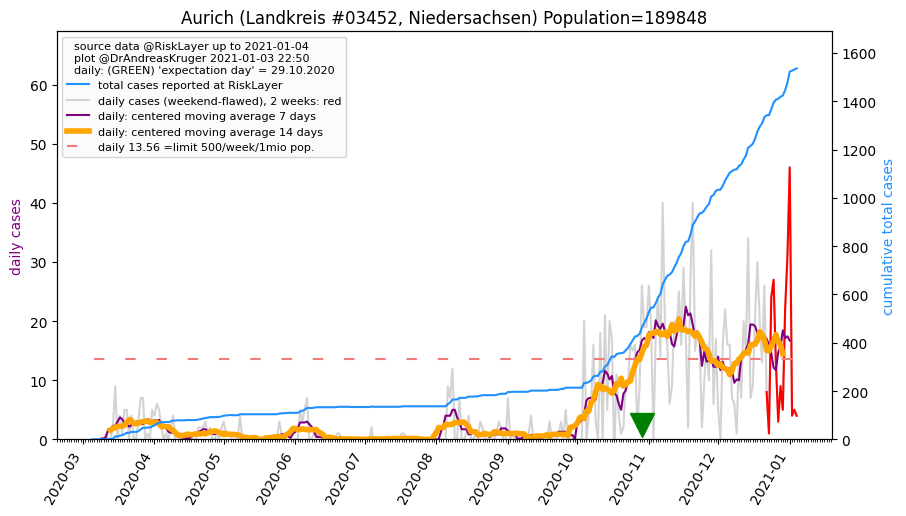 Aurich (Landkreis #03452, Niedersachsen) Population=189848
source data @RiskLayer up to 2021-01-04
plot @DrAndreasKruger 2021-01-03 22:50
daily: (GREEN) 'expectation day' = 29.10.2020
total cases reported at RiskLayer
daily cases (weekend-flawed), 2 weeks: red
daily: centered moving average 7 days
daily: centered moving average 14 days
daily 13.56 =limit 500/week/1mio pop.
daily cases
60
50
40
30
20
10
0
cumulative total cases
1600
1400
1200
1000
800
600
400
200
0
2020-03
2020-04
2020-05
2020-06
2020-07
2020-08
2020-09
2020-10
2020-11
2020-12
2021-01